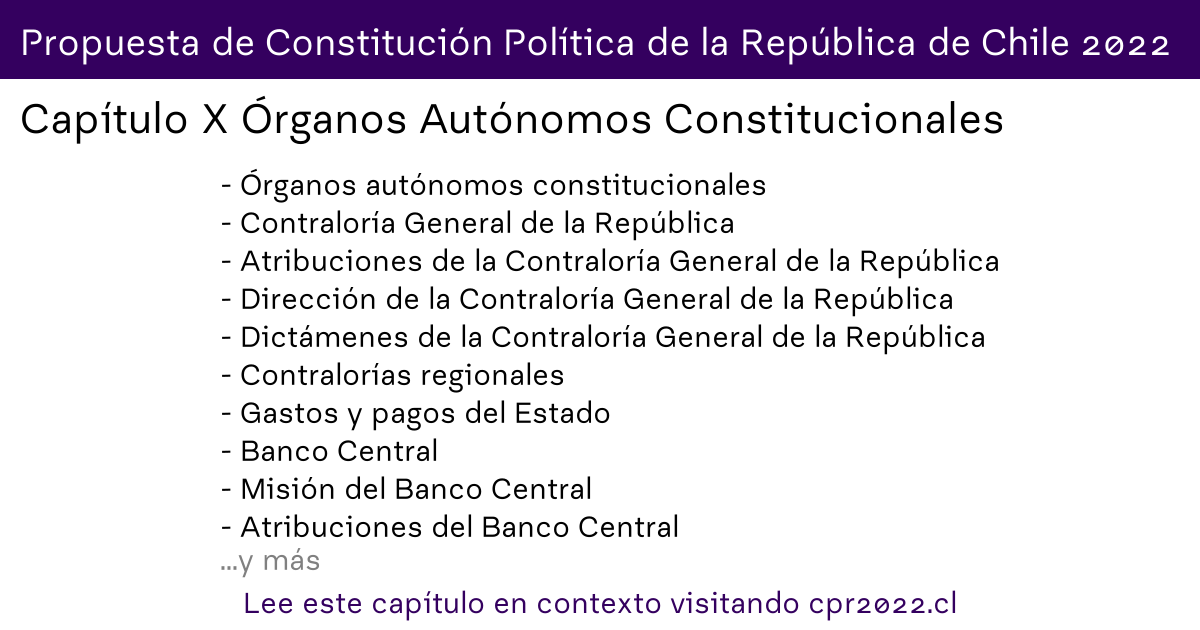 Propuesta de Constitución Política de la República de Chile 2022
Capítulo X Órganos Autónomos Constitucionales
- Órganos autónomos constitucionales
- Contraloría General de la República
- Atribuciones de la Contraloría General de la República
- Dirección de la Contraloría General de la República
- Dictámenes de la Contraloría General de la República
- Contralorías regionales
- Gastos y pagos del Estado
- Banco Central
- Misión del Banco Central
- Atribuciones del Banco Central
...y más
Lee este capítulo en contexto visitando cpr2022.cl